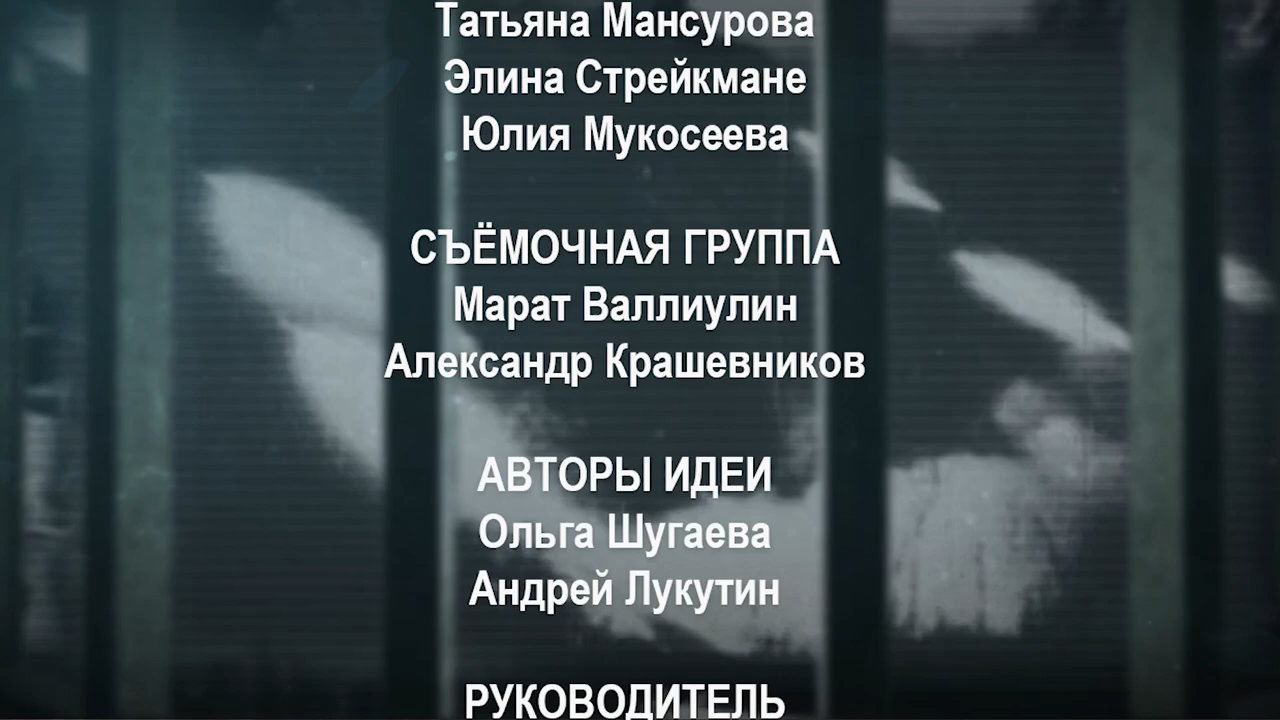 Татьяна Мансурова
Элина Стрейкмане
Юлия Мукосеева
СЪЁМОЧНАЯ ГРУППА
Марат Валлиулин
Александр Крашевников
АВТОРЫ ИДЕИ
Ольга Шугаева
Андрей Лукутин
РУКОВОДИТЕЛЬ